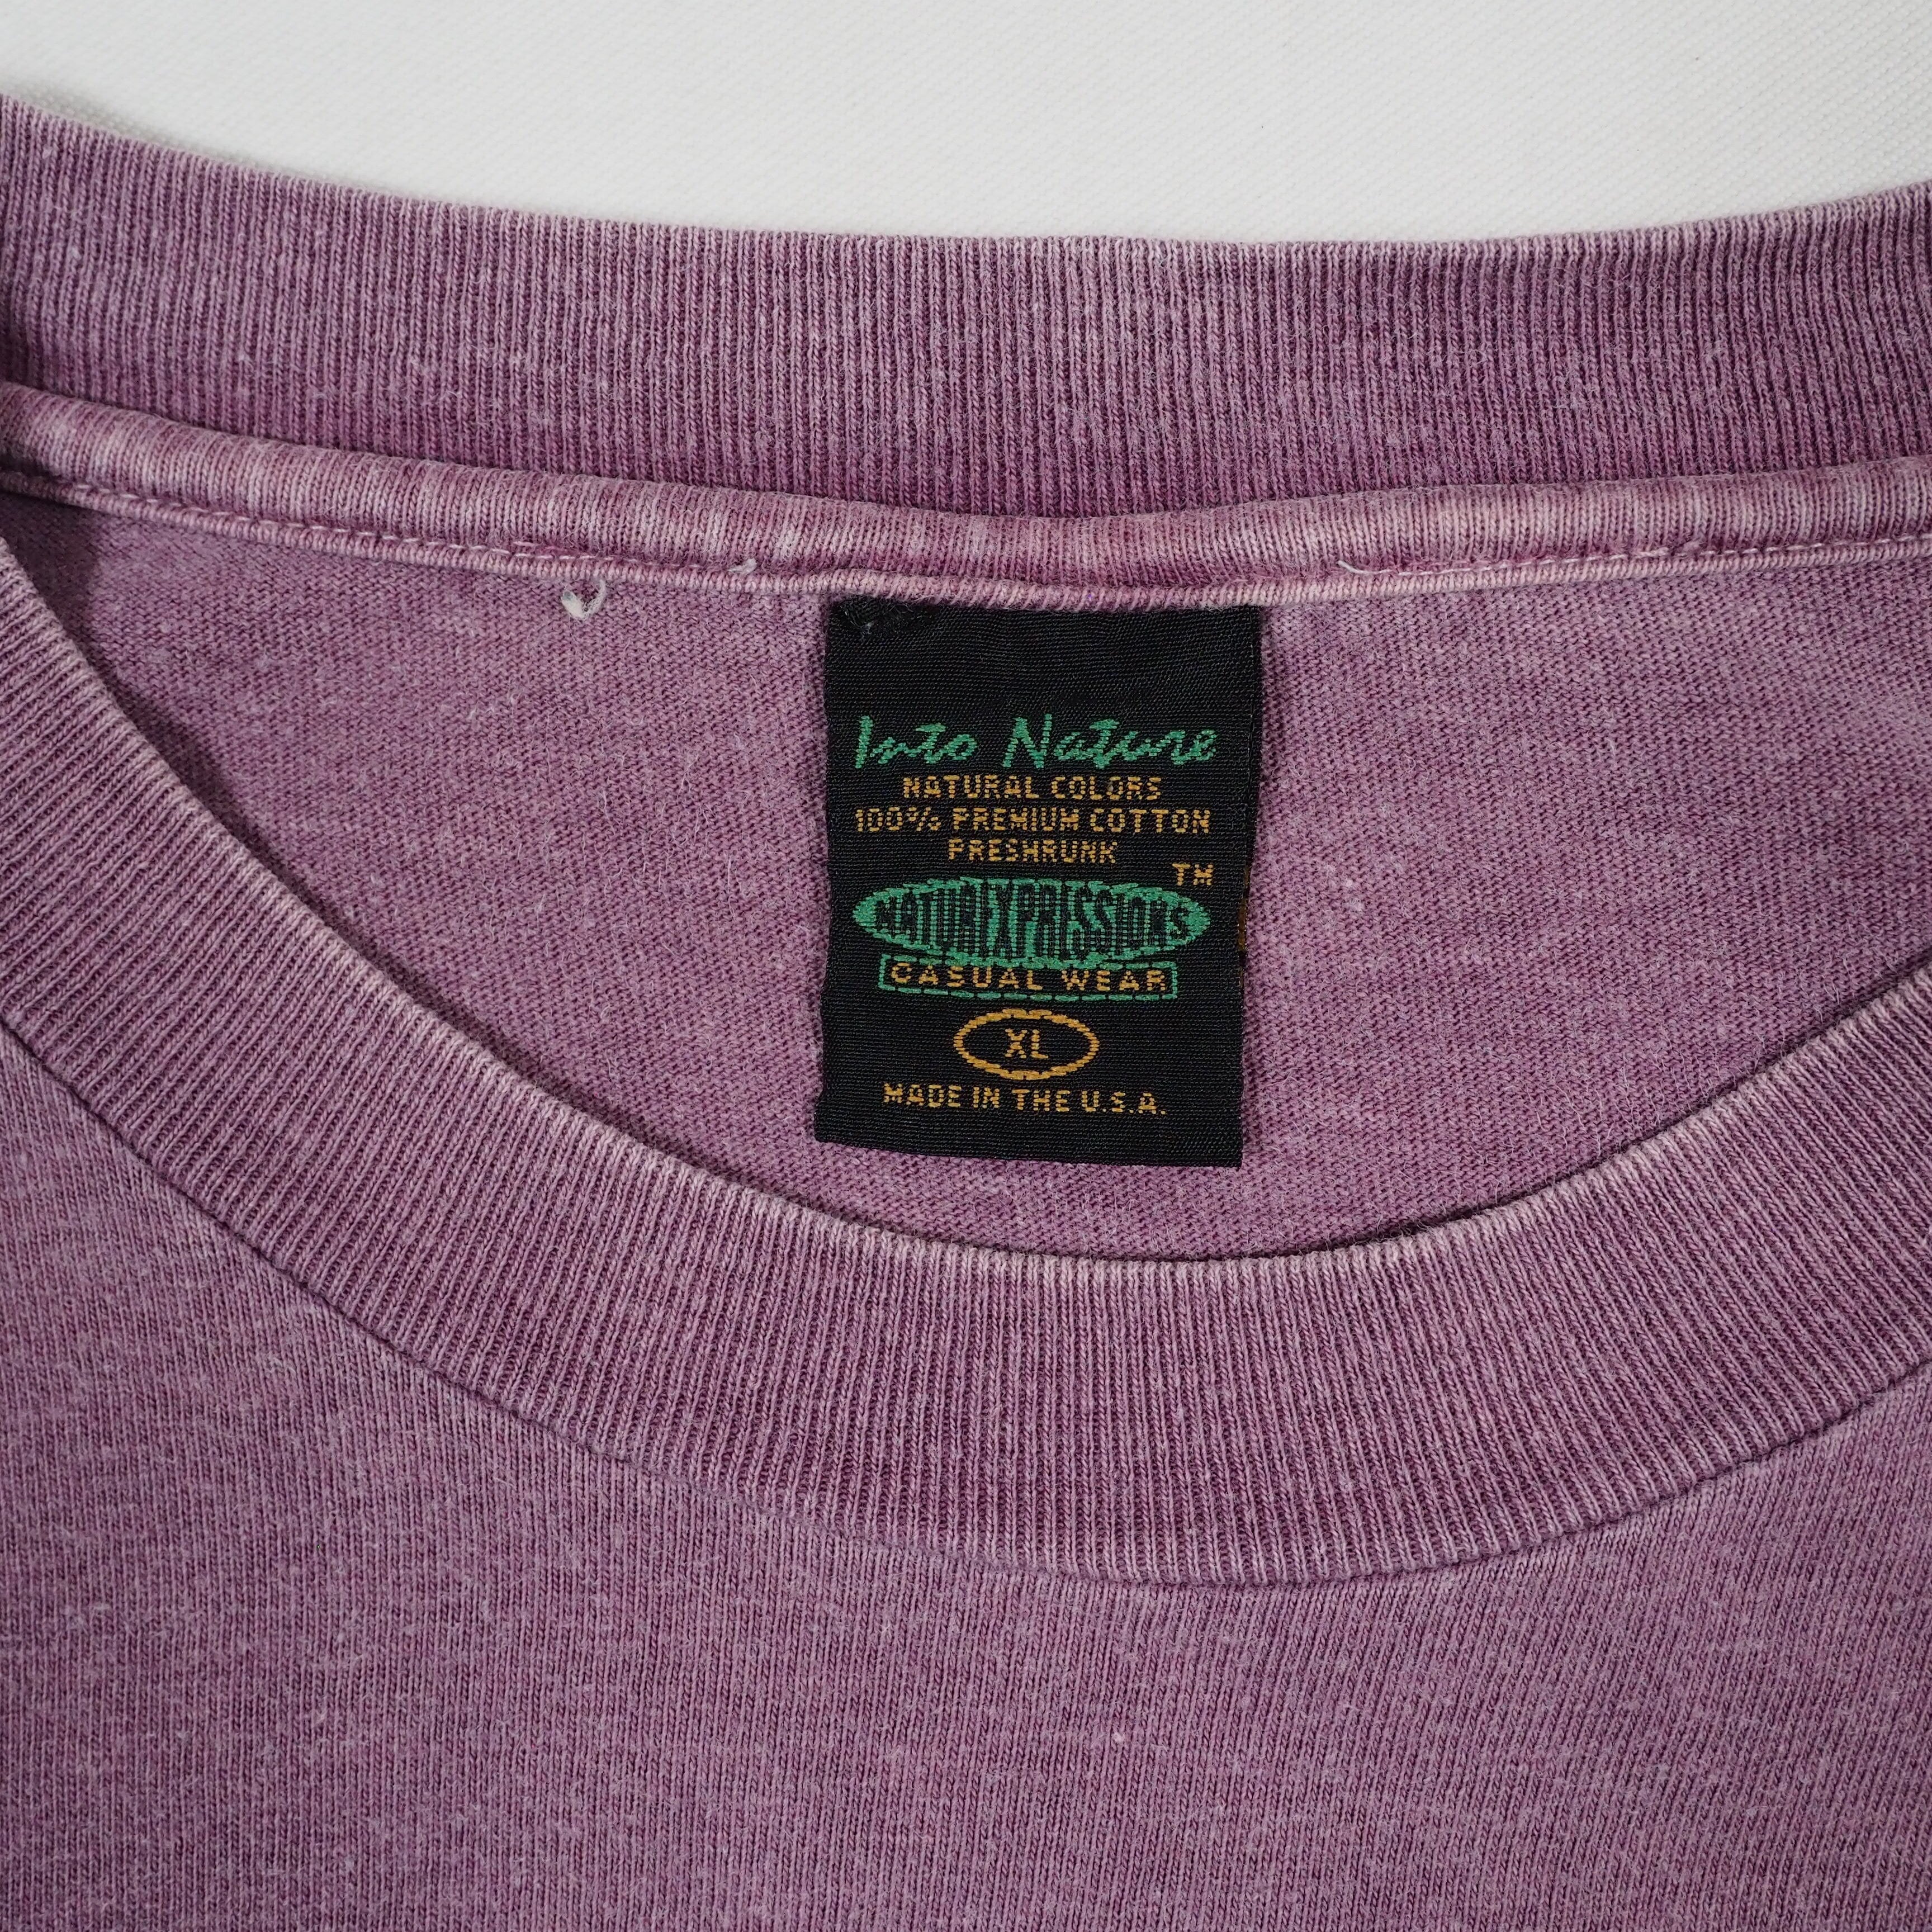 Into Nature
NATURAL COLORS
100% PREMIUM COTTON
PRESHRUNK
TM
NATUREXPRESSIONS
CASUAL WEAR
XL
MADE IN THE U.S.A.